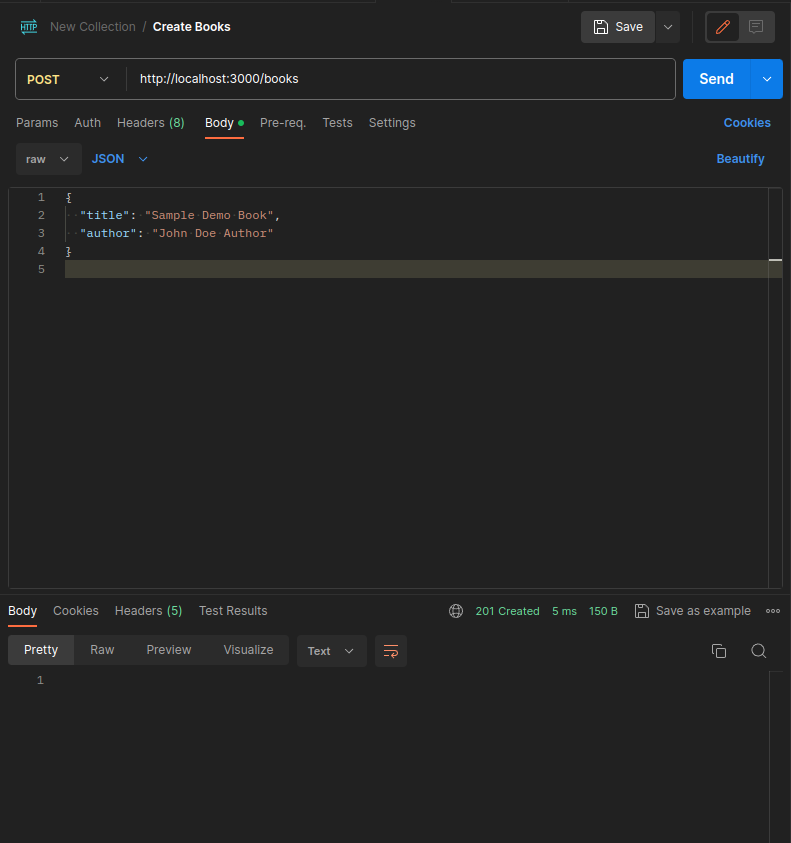 HTTP New Collection / Create Books Save
POST http://localhost:3000/books Send
Params Auth Headers (8) Body Pre-req. Tests Settings Cookies
raw JSON Beautify
1 {
2 "title": "Sample Demo Book",
3 "author": "John Doe Author"
4 }
5
Body Cookies Headers (5) Test Results 201 Created 5 ms 150 B Save as example
Pretty Raw Preview Visualize Text
1